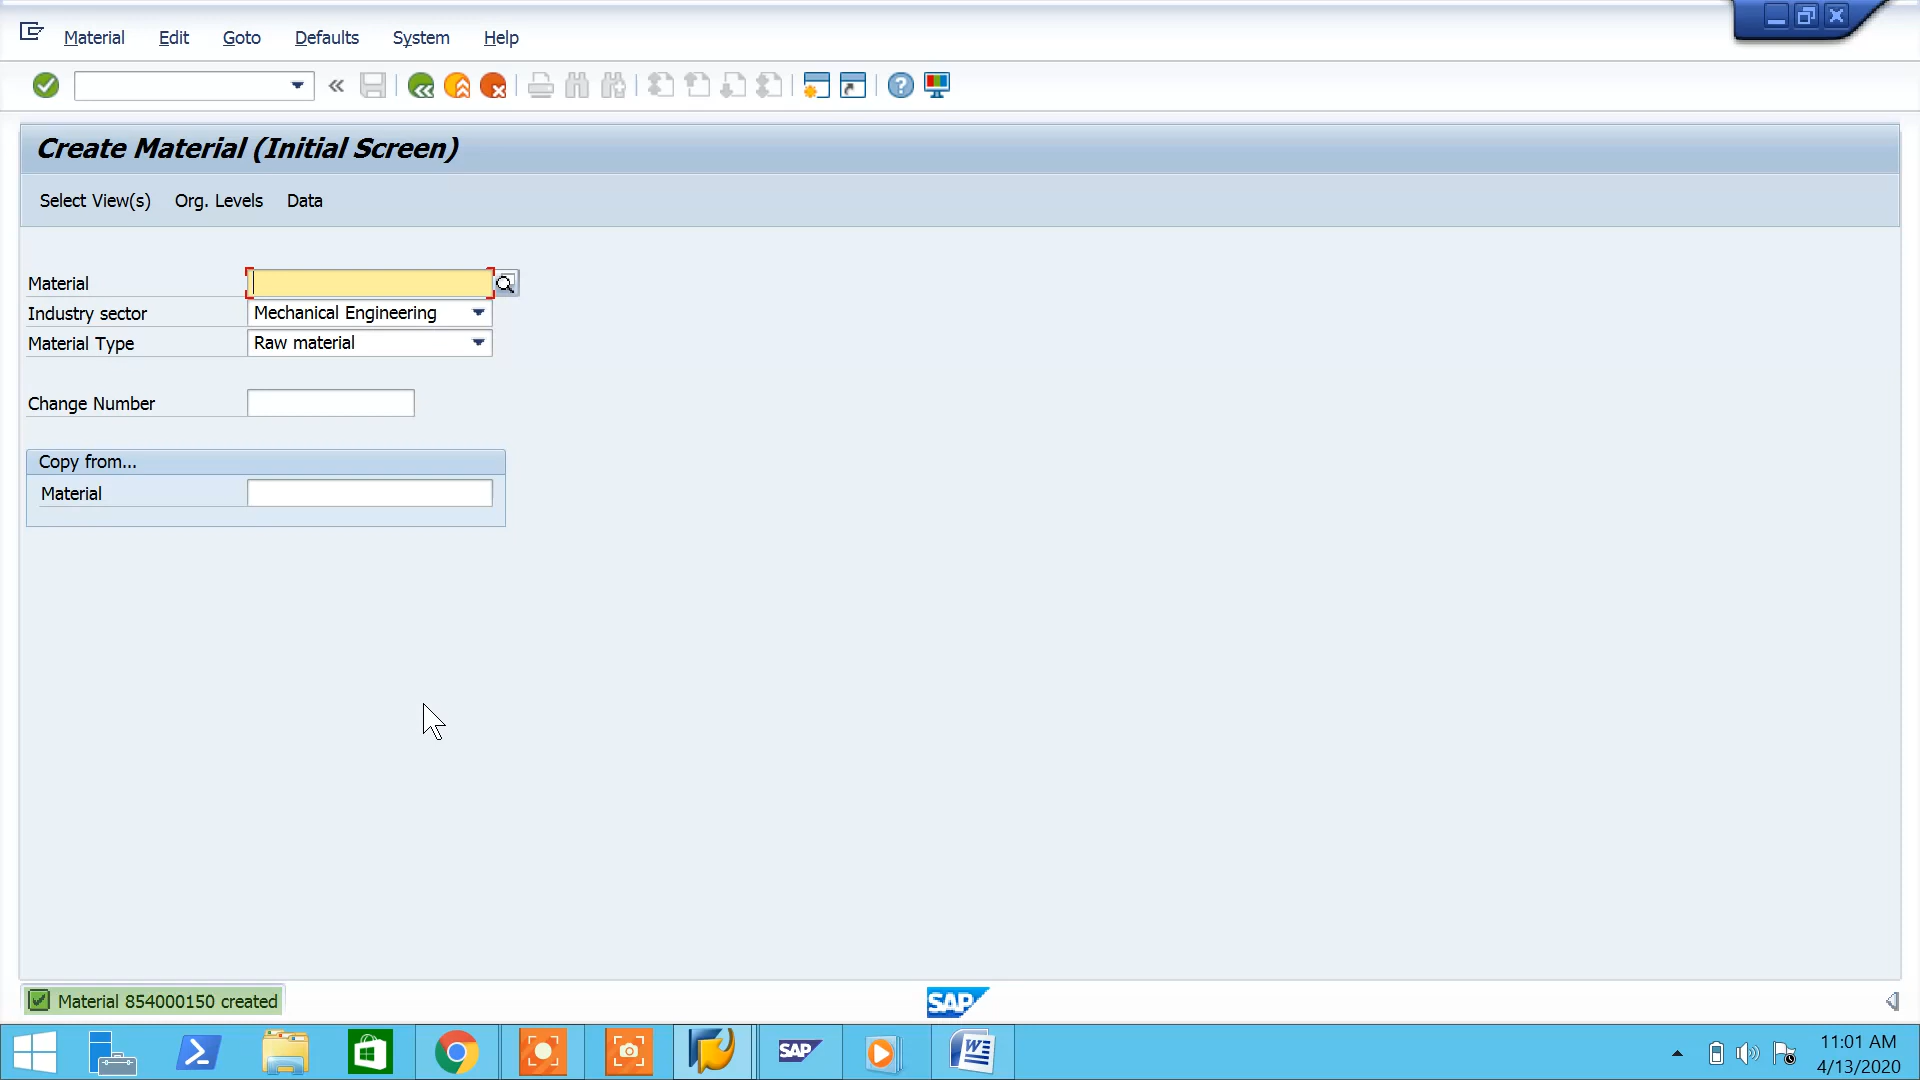 Material Edit Goto Defaults System Help
Create Material (Initial Screen)
Select View(s) Org. Levels Data
Material
Industry sector Mechanical Engineering
Material Type Raw material
Change Number
Copy from...
Material
Material 854000150 created
SAP
SAP
11:01 AM
4/13/2020